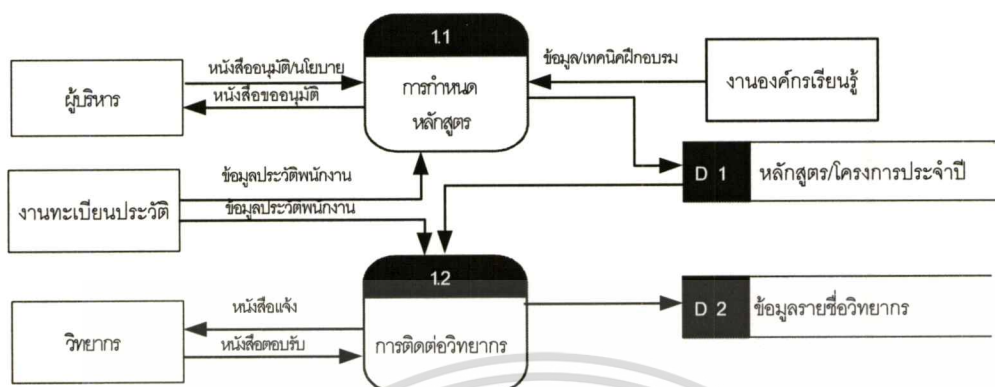 1.1
การกำหนด
หลักสูตร
ผู้บริหาร
หนังสืออนุมัติ/นโยบาย
หนังสือขออนุมัติ
ข้อมูล/เทคนิคฝึกอบรม
งานองค์กรเรียนรู้
D 1 หลักสูตร/โครงการประจำปี
งานทะเบียนประวัติ
ข้อมูลประวัติพนักงาน
ข้อมูลประวัติพนักงาน
1.2
การติดต่อวิทยากร
วิทยากร
หนังสือแจ้ง
หนังสือตอบรับ
D 2 ข้อมูลรายชื่อวิทยากร